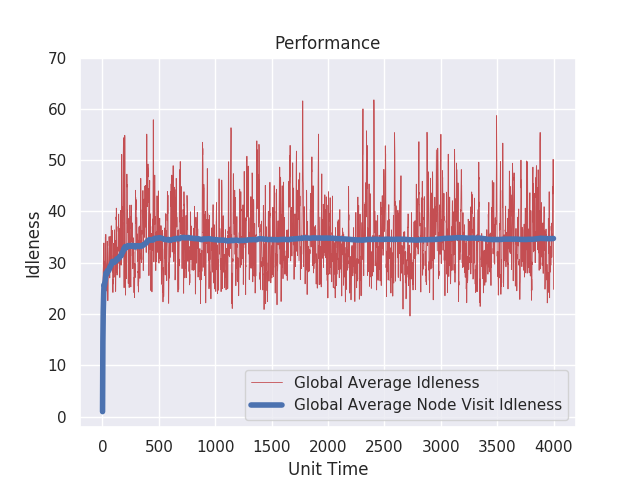 Performance
Idleness
70
60
50
40
30
20
10
0
Global Average Idleness
Global Average Node Visit Idleness
0 500 1000 1500 2000 2500 3000 3500 4000
Unit Time